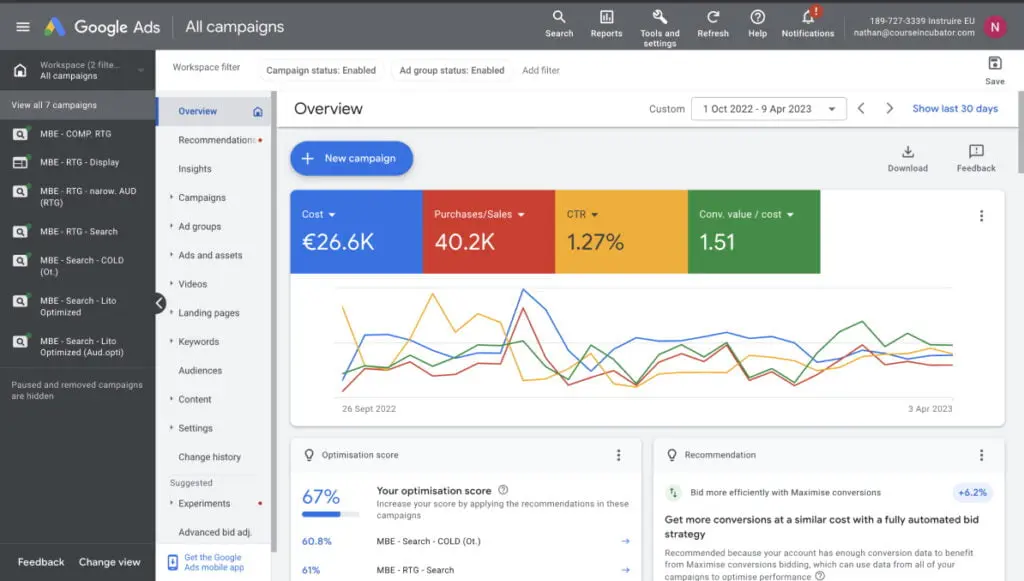 Google Ads
All campaigns
Search
Reports
Tools and
settings
Refresh
Help
Notifications
!
189-727-3339 Instruire EU
nathan@courseincubator.com
N
Workspace (2 filte...
All campaigns
View all 7 campaigns
MBE - COMP. RTG
MBE - RTG - Display
MBE - RTG - narow. AUD
(RTG)
MBE - RTG - Search
MBE - Search - COLD
(Ot.)
MBE - Search - Lito
Optimized
MBE - Search - Lito
Optimized (Aud.opti)
Paused and removed campaigns
are hidden
Feedback
Change view
Workspace filter
Campaign status: Enabled
Ad group status: Enabled
Add filter
Save
Overview
Recommendations
Insights
Campaigns
Ad groups
Ads and assets
Videos
Landing pages
Keywords
Audiences
Content
Settings
Change history
Suggested
Experiments
Advanced bid adj.
Get the Google
Ads mobile app
Overview
Custom
1 Oct 2022 - 9 Apr 2023
Show last 30 days
New campaign
Download
Feedback
Cost
€26.6K
Purchases/Sales
40.2K
CTR
1.27%
Conv. value / cost
1.51
26 Sept 2022
3 Apr 2023
Optimisation score
67%
Your optimisation score
Increase your score by applying the recommendations in these
campaigns
60.8%
MBE - Search - COLD (Ot.)
61%
MBE - RTG - Search
Recommendation
Bid more efficiently with Maximise conversions
+6.2%
Get more conversions at a similar cost with a fully automated bid
strategy
Recommended because your account has enough conversion data to benefit
from Maximise conversions bidding, which can use data from all of your
campaigns to optimise performance